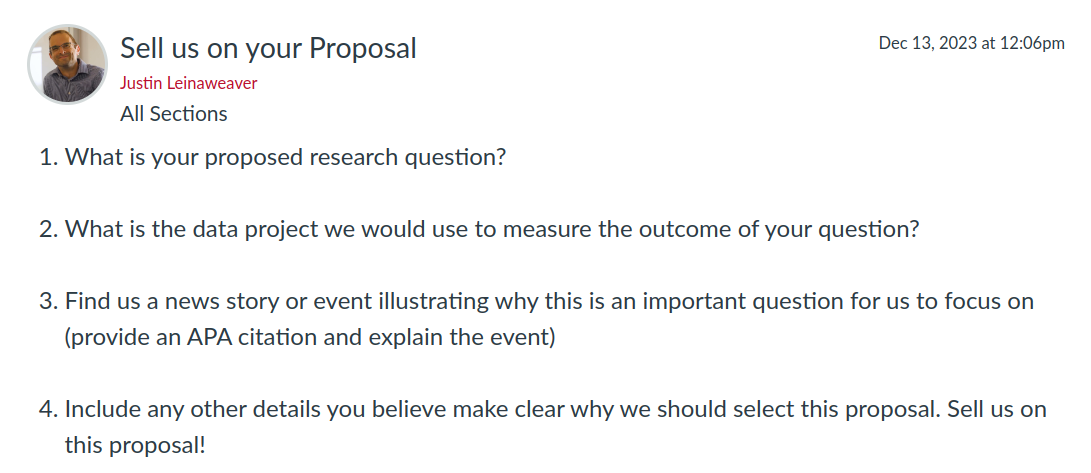 Sell us on your Proposal
Dec 13, 2023 at 12:06pm
Justin Leinaweaver
All Sections
1. What is your proposed research question?
2. What is the data project we would use to measure the outcome of your question?
3. Find us a news story or event illustrating why this is an important question for us to focus on
(provide an APA citation and explain the event)
4. Include any other details you believe make clear why we should select this proposal. Sell us on
this proposal!